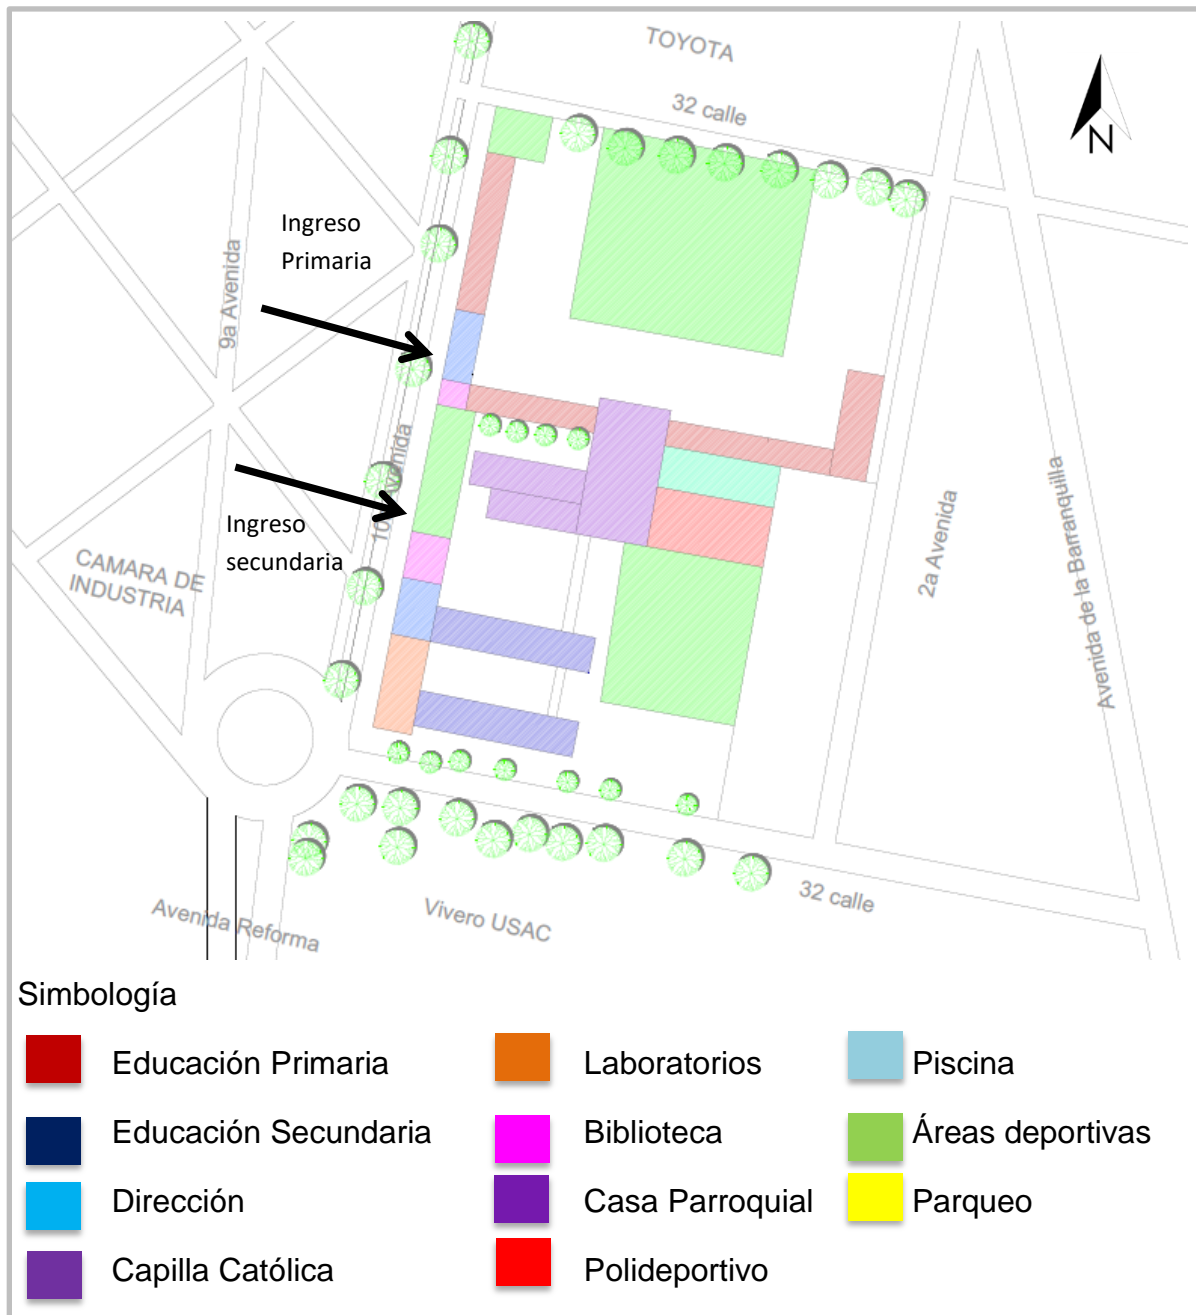 TOYOTA
32 calle
N
Ingreso
Primaria
9a Avenida
10a Avenida
Ingreso
secundaria
CAMARA DE
INDUSTRIA
2a Avenida
Avenida de la Barranquilla
32 calle
Vivero USAC
Avenida Reforma
Simbología
Educación Primaria
Laboratorios
Piscina
Educación Secundaria
Biblioteca
Áreas deportivas
Dirección
Casa Parroquial
Parqueo
Capilla Católica
Polideportivo